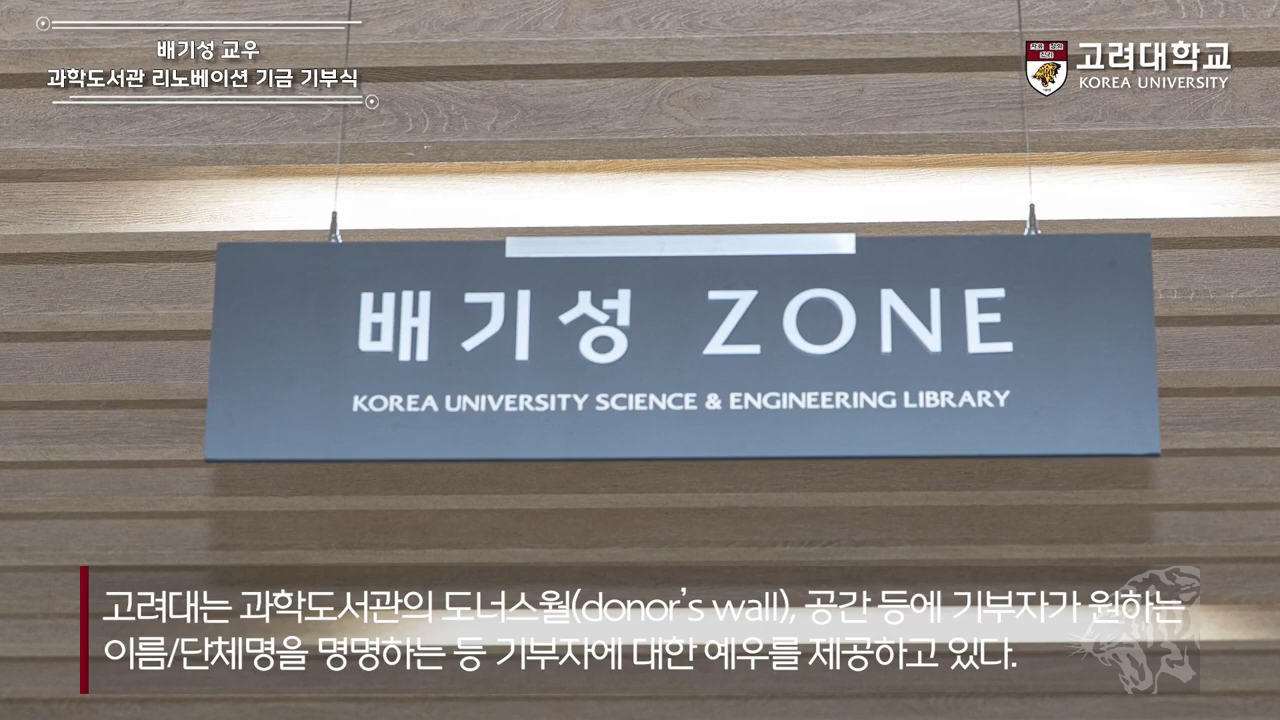 배기성 교우
과학도서관 리노베이션 기금 기부식
고려대학교
KOREA UNIVERSITY
배기성 ZONE
KOREA UNIVERSITY SCIENCE & ENGINEERING LIBRARY
고려대는 과학도서관의 도너스월(donor's wall), 공간 등에 기부자가 원하는
이름/단체명을 명명하는 등 기부자에 대한 예우를 제공하고 있다.